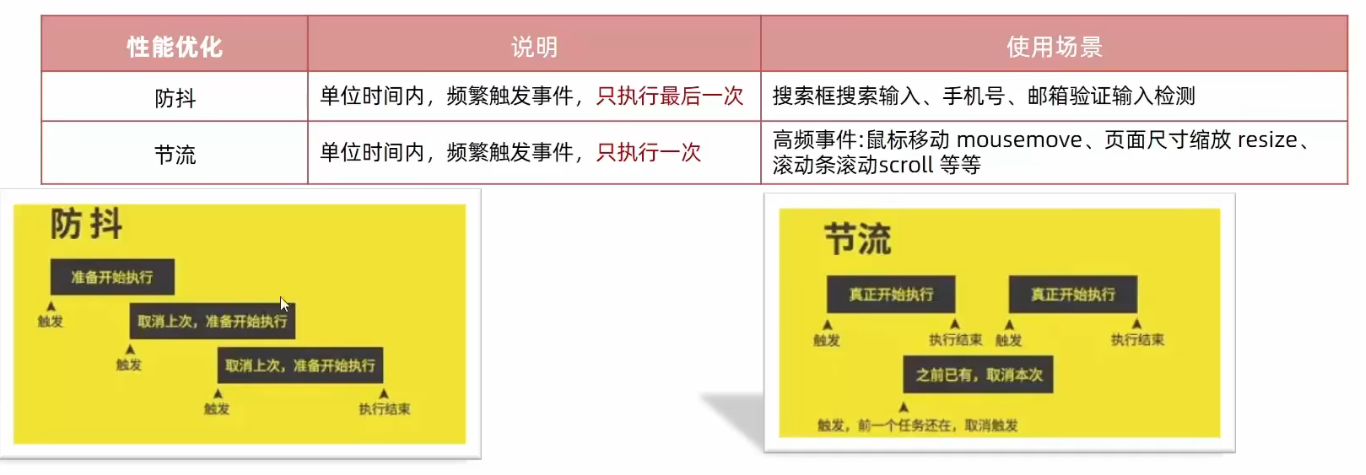 性能优化 说明 使用场景
防抖 单位时间内，频繁触发事件，只执行最后一次 搜索框搜索输入、手机号、邮箱验证输入检测
节流 单位时间内，频繁触发事件，只执行一次 高频事件:鼠标移动 mousemove、页面尺寸缩放 resize、
滚动条滚动scroll 等等
防抖
准备开始执行
触发
取消上次，准备开始执行
触发
取消上次，准备开始执行
触发 执行结束
节流
真正开始执行 真正开始执行
触发 执行结束 触发 执行结束
之前已有，取消本次
触发，前一个任务还在，取消触发